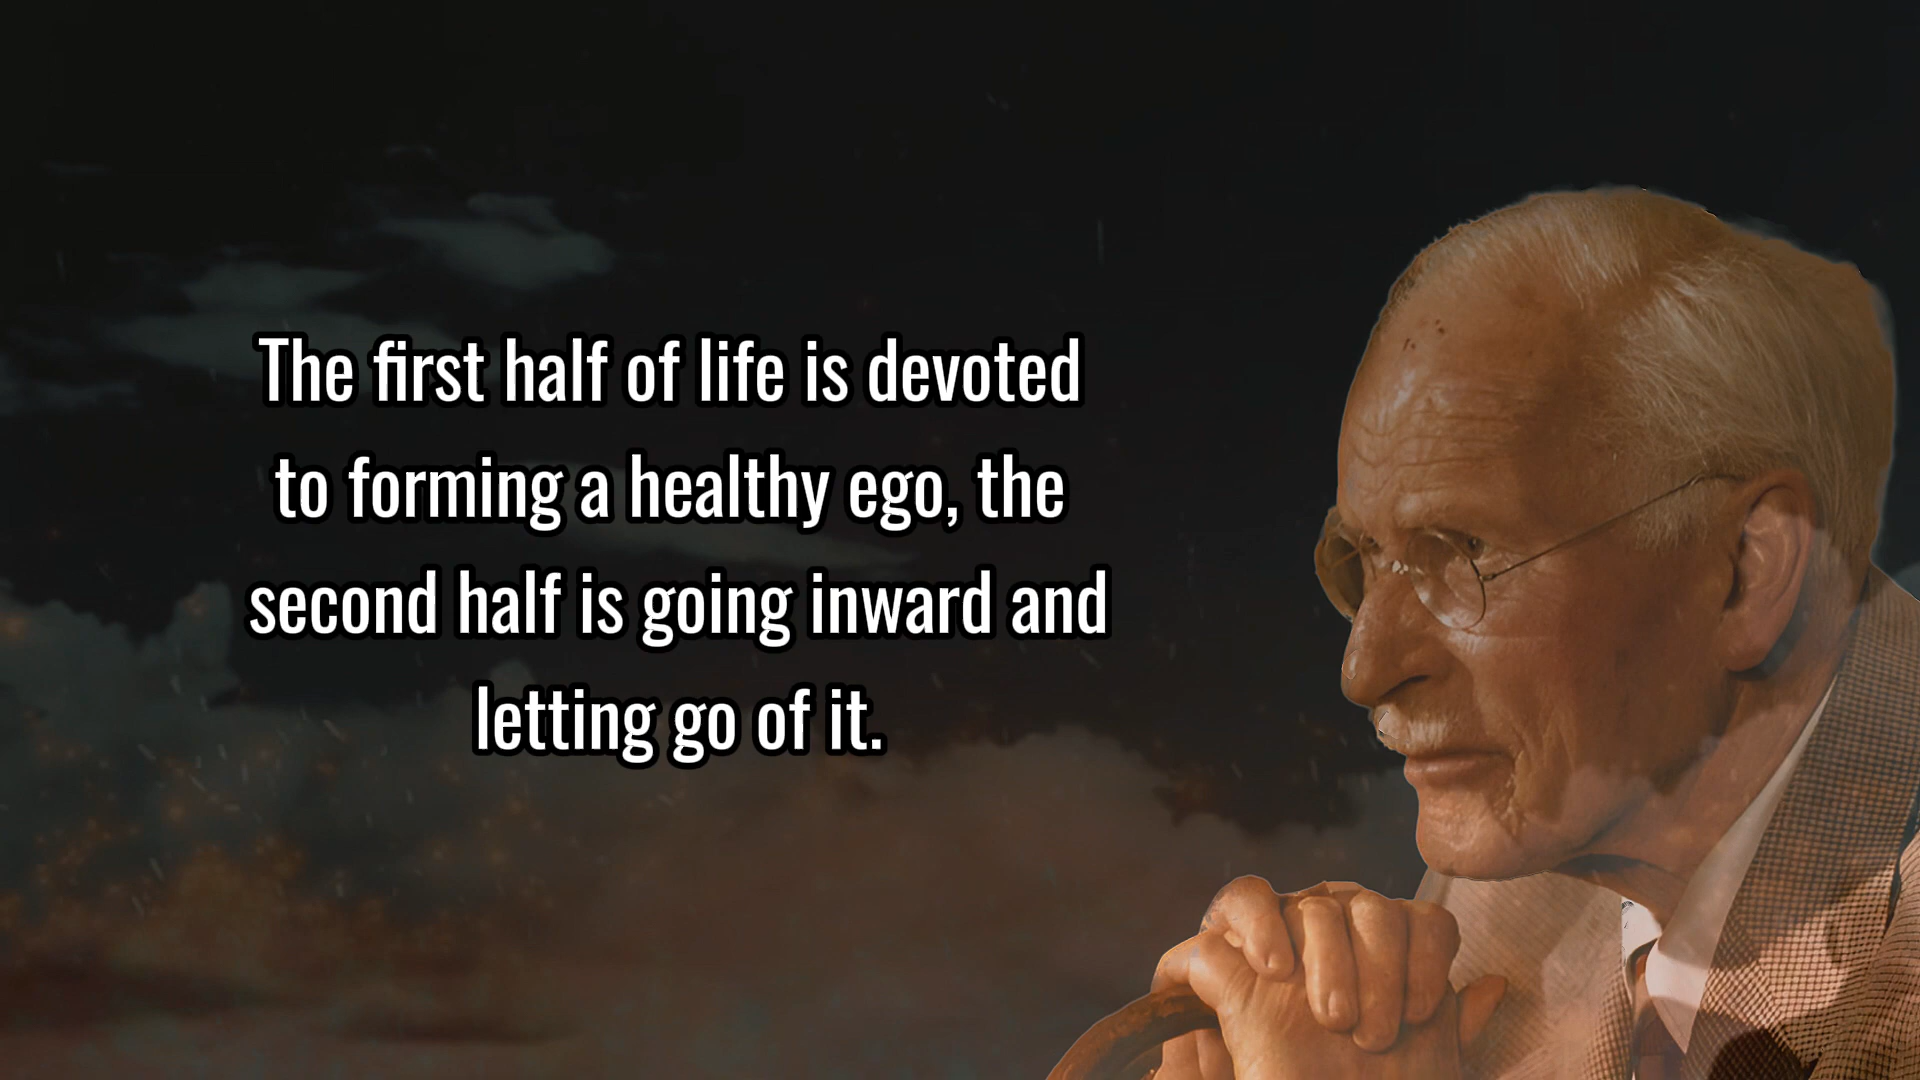 The first half of life is devoted
to forming a healthy ego, the
second half is going inward and
letting go of it.